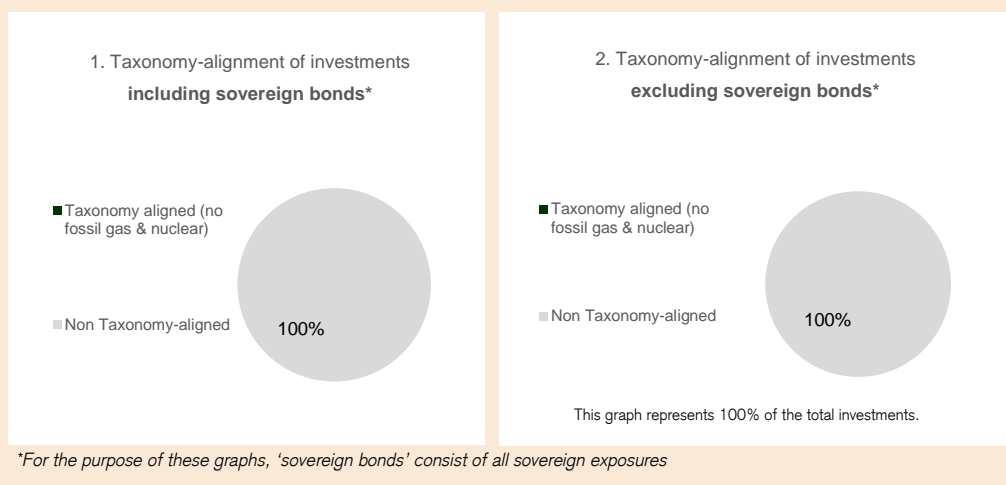 1. Taxonomy-alignment of investments
including sovereign bonds*
Taxonomy aligned (no
fossil gas & nuclear)
Non Taxonomy-aligned
100%
2. Taxonomy-alignment of investments
excluding sovereign bonds*
Taxonomy aligned (no
fossil gas & nuclear)
Non Taxonomy-aligned
100%
This graph represents 100% of the total investments.
*For the purpose of these graphs, ‘sovereign bonds’ consist of all sovereign exposures